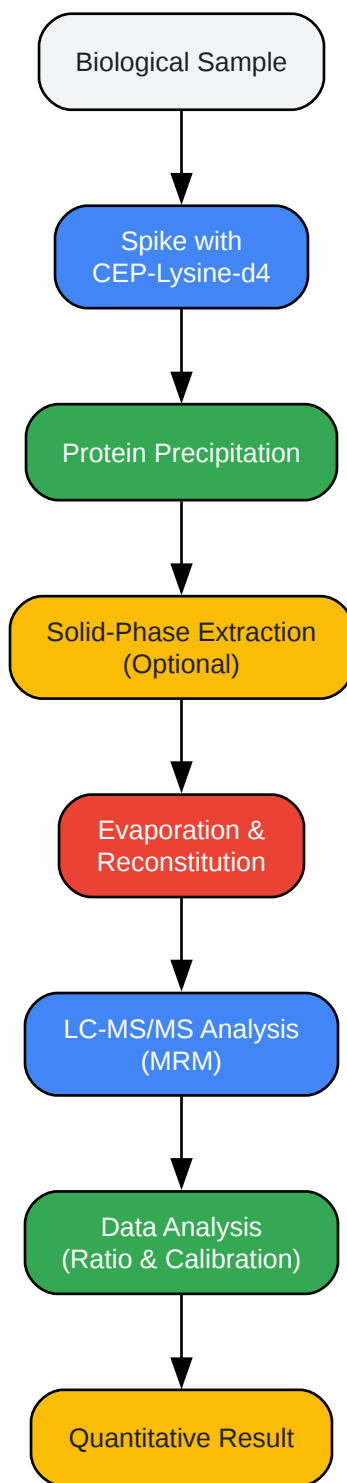 Biological Sample
Spike with
CEP-Lysine-d4
Protein Precipitation
Solid-Phase Extraction
(Optional)
Evaporation &
Reconstitution
LC-MS/MS Analysis
(MRM)
Data Analysis
(Ratio & Calibration)
Quantitative Result